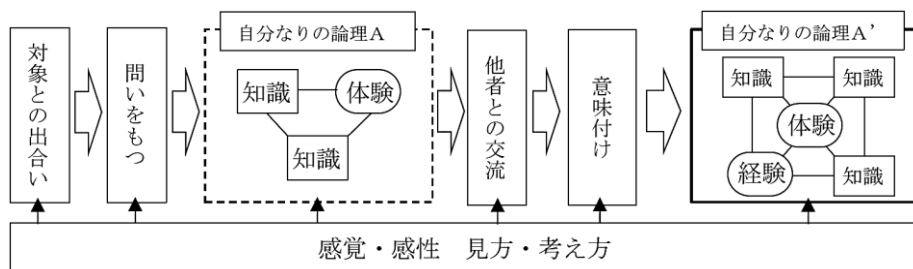 対象との出合い
問いをもつ
自分なりの論理A
知識
体験
知識
他者との交流
意味付け
自分なりの論理A’
知識
知識
体験
経験
知識
感覚・感性 見方・考え方